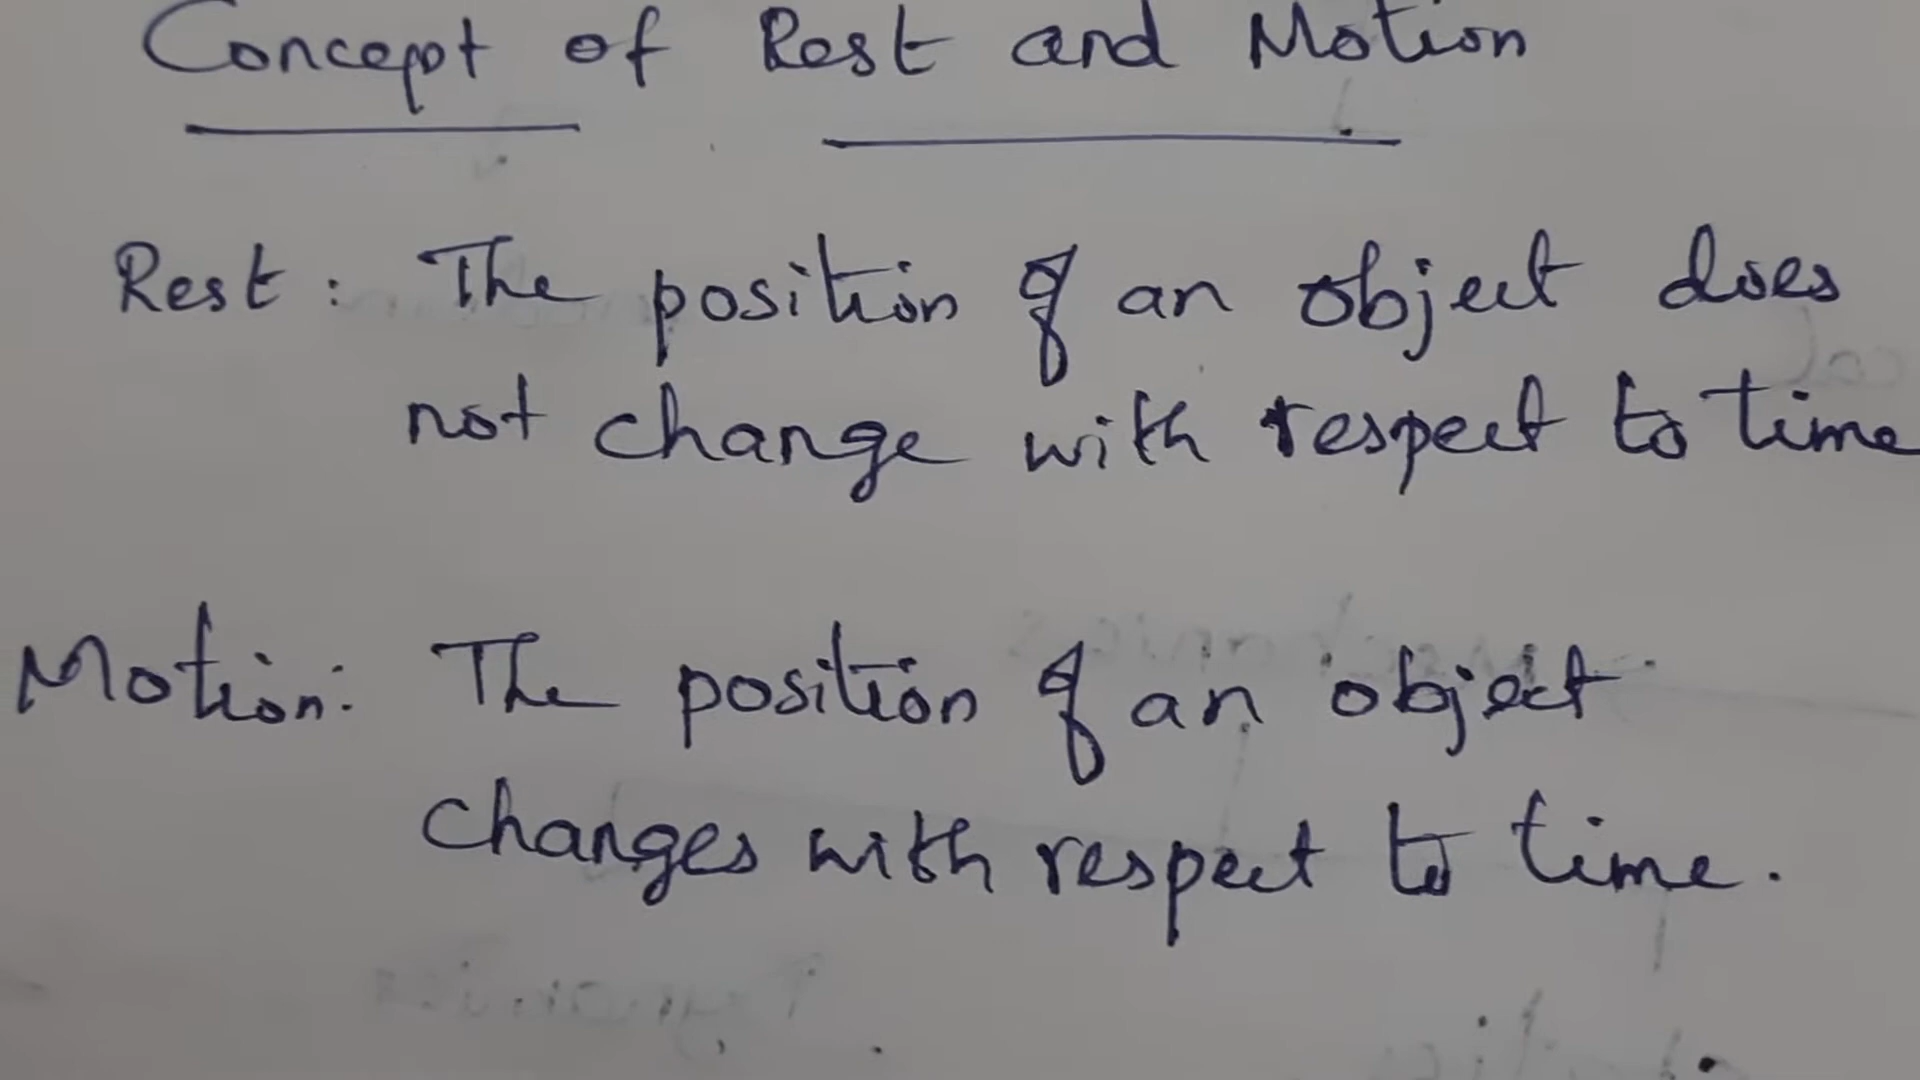 Concept of Rest and Motion
Rest : The position of an object does
not change with respect to time
Motion: The position of an object
changes with respect to time.